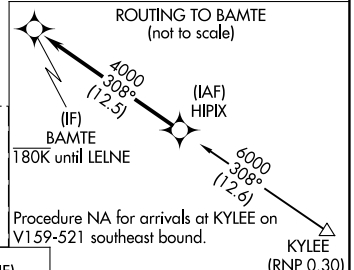 ROUTING TO BAMTE
(not to scale)
4000
308°
(12.5)
(IAF)
HIPIX
(IF)
BAMTE
180K until LELNE
6000
308°
(12.6)
Procedure NA for arrivals at KYLEE on
V159-521 southeast bound.
KYLEE
(RNP 0.30)